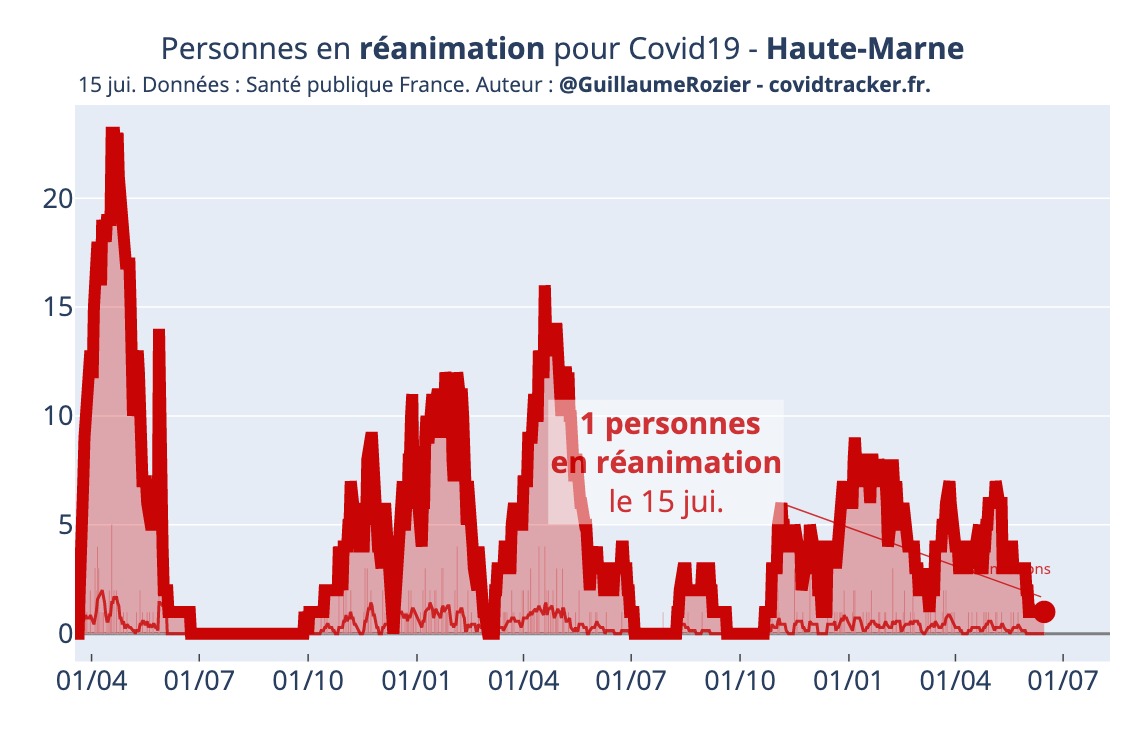 Personnes en réanimation pour Covid19 - Haute-Marne
15 jui. Données : Santé publique France. Auteur : @GuillaumeRozier - covidtracker.fr.
20
15
10
5
0
1 personnes
en réanimation
le 15 jui.
01/04 01/07 01/10 01/01 01/04 01/07 01/10 01/01 01/04 01/07